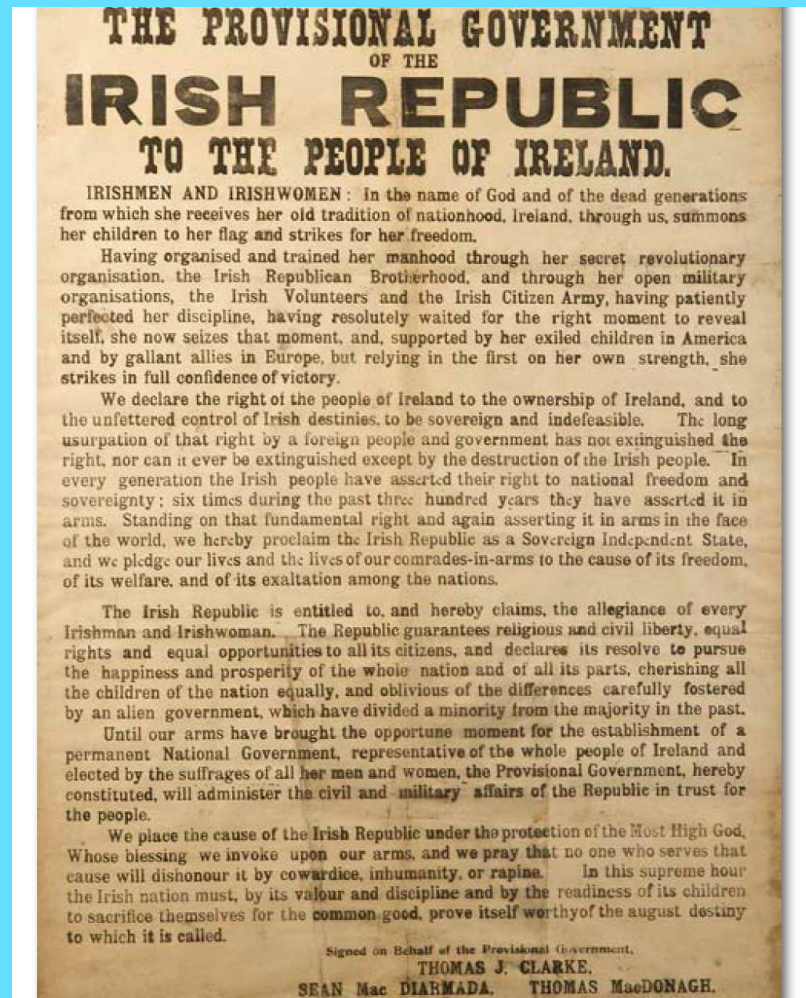 THE PROVISIONAL GOVERNMENT
OF THE
IRISH REPUBLIC
TO THE PEOPLE OF IRELAND.
IRISHMEN AND IRISHWOMEN : In the name of God and of the dead generations
from which she receives her old tradition of nationhood, Ireland, through us, summons
her children to her flag and strikes for her freedom.
Having organised and trained her manhood through her secret revolutionary
organisation, the Irish Republican Brotherhood, and through her open military
organisations, the Irish Volunteers and the Irish Citizen Army, having patiently
perfected her discipline, having resolutely waited for the right moment to reveal
itself, she now seizes that moment, and, supported by her exiled children in America
and by gallant allies in Europe, but relying in the first on her own strength, she
strikes in full confidence of victory.
We declare the right of the people of Ireland to the ownership of Ireland, and to
the unfettered control of Irish destinies, to be sovereign and indefeasible. The long
usurpation of that right by a foreign people and government has not extinguished the
right, nor can it ever be extinguished except by the destruction of the Irish people. In
every generation the Irish people have asserted their right to national freedom and
sovereignty ; six times during the past three hundred years they have asserted it in
arms. Standing on that fundamental right and again asserting it in arms in the face
of the world, we hereby proclaim the Irish Republic as a Sovereign Independent State,
and we pledge our lives and the lives of our comrades-in-arms to the cause of its freedom,
of its welfare, and of its exaltation among the nations.
The Irish Republic is entitled to, and hereby claims, the allegiance of every
Irishman and Irishwoman. The Republic guarantees religious and civil liberty, equal
rights and equal opportunities to all its citizens, and declares its resolve to pursue
the happiness and prosperity of the whole nation and of all its parts, cherishing all
the children of the nation equally, and oblivious of the differences carefully fostered
by an alien government, which have divided a minority from the majority in the past.
Until our arms have brought the opportune moment for the establishment of a
permanent National Government, representative of the whole people of Ireland and
elected by the suffrages of all her men and women, the Provisional Government, hereby
constituted, will administer the civil and military affairs of the Republic in trust for
the people.
We place the cause of the Irish Republic under the protection of the Most High God,
Whose blessing we invoke upon our arms, and we pray that no one who serves that
cause will dishonour it by cowardice, inhumanity, or rapine. In this supreme hour
the Irish nation must, by its valour and discipline and by the readiness of its children
to sacrifice themselves for the common good, prove itself worthy of the august destiny
to which it is called.
Signed on Behalf of the Provisional Government,
THOMAS J. CLARKE,
SEAN Mac DIARMADA, THOMAS MacDONAGH,